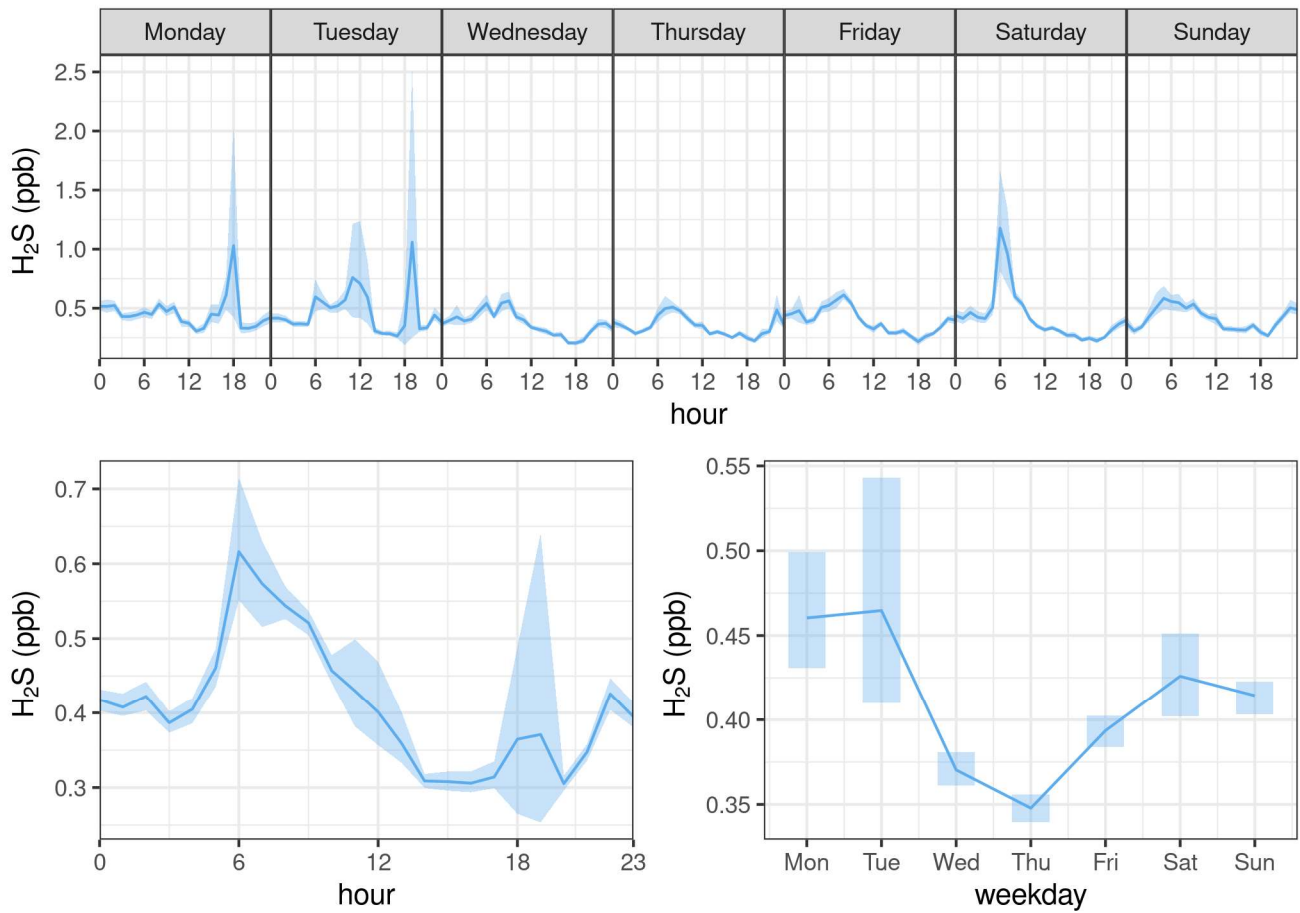 Monday Tuesday Wednesday Thursday Friday Saturday Sunday
2.5
2.0
1.5
1.0
0.5
H₂S (ppb)
0 6 12 18 0 6 12 18 0 6 12 18 0 6 12 18 0 6 12 18 0 6 12 18 0 6 12 18
hour
0.7
0.6
0.5
0.4
0.3
H₂S (ppb)
0 6 12 18 23
hour
0.55
0.50
0.45
0.40
0.35
H₂S (ppb)
Mon Tue Wed Thu Fri Sat Sun
weekday